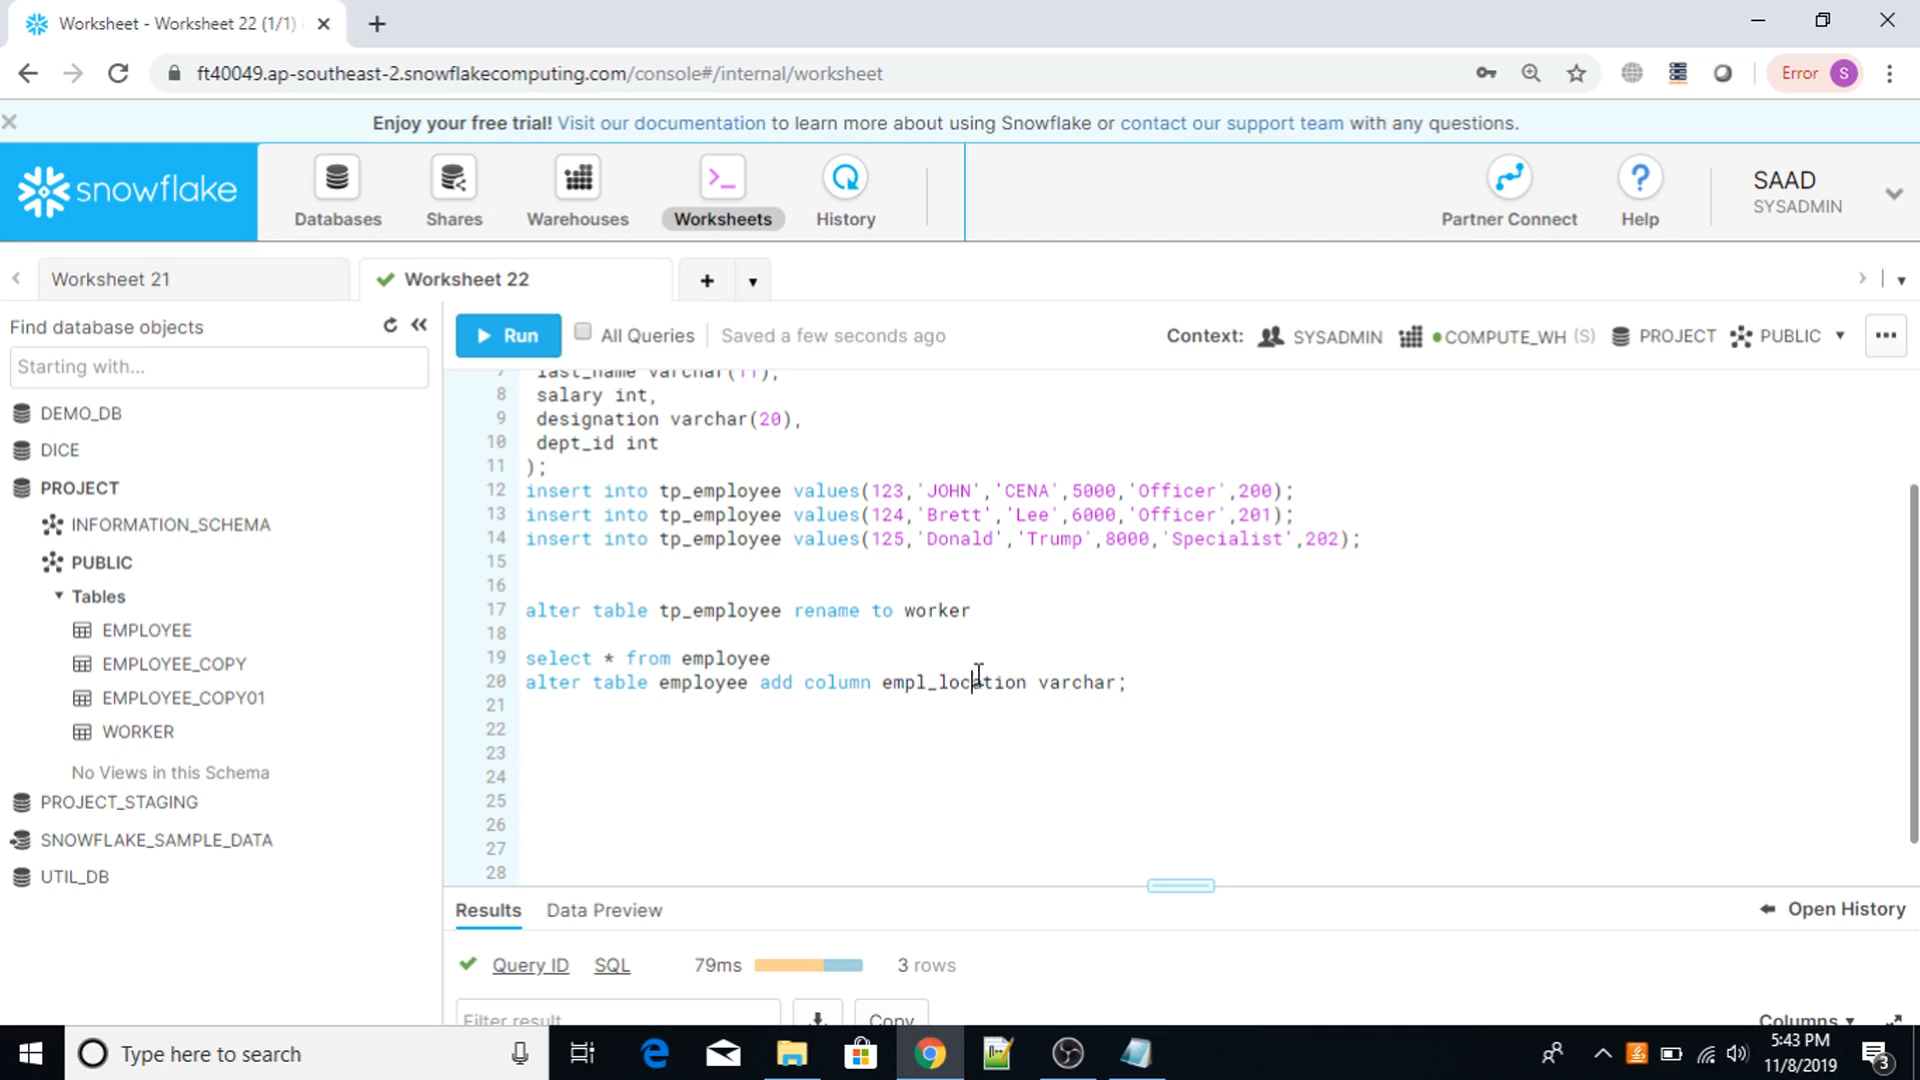 Worksheet - Worksheet 22 (1/1)
ft40049.ap-southeast-2.snowflakecomputing.com/console#/internal/worksheet
Error S
Enjoy your free trial! Visit our documentation to learn more about using Snowflake or contact our support team with any questions.
snowflake
Databases
Shares
Warehouses
Worksheets
History
Partner Connect
Help
SAAD
SYSADMIN
Worksheet 21
Worksheet 22
Find database objects
Starting with...
DEMO_DB
DICE
PROJECT
INFORMATION_SCHEMA
PUBLIC
Tables
EMPLOYEE
EMPLOYEE_COPY
EMPLOYEE_COPY01
WORKER
No Views in this Schema
PROJECT_STAGING
SNOWFLAKE_SAMPLE_DATA
UTIL_DB
Run All Queries Saved a few seconds ago
Context: SYSADMIN COMPUTE_WH (S) PROJECT PUBLIC
7 last_name varchar(11),
8 salary int,
9 designation varchar(20),
10 dept_id int
11 );
12 insert into tp_employee values(123,'JOHN','CENA',5000,'Officer',200);
13 insert into tp_employee values(124,'Brett','Lee',6000,'Officer',201);
14 insert into tp_employee values(125,'Donald','Trump',8000,'Specialist',202);
15
16
17 alter table tp_employee rename to worker
18
19 select * from employee
20 alter table employee add column empl_location varchar;
21
22
23
24
25
26
27
28
Results Data Preview
Open History
Query ID SQL 79ms 3 rows
Filter result
Copy
Columns
Type here to search
5:43 PM
11/8/2019
3